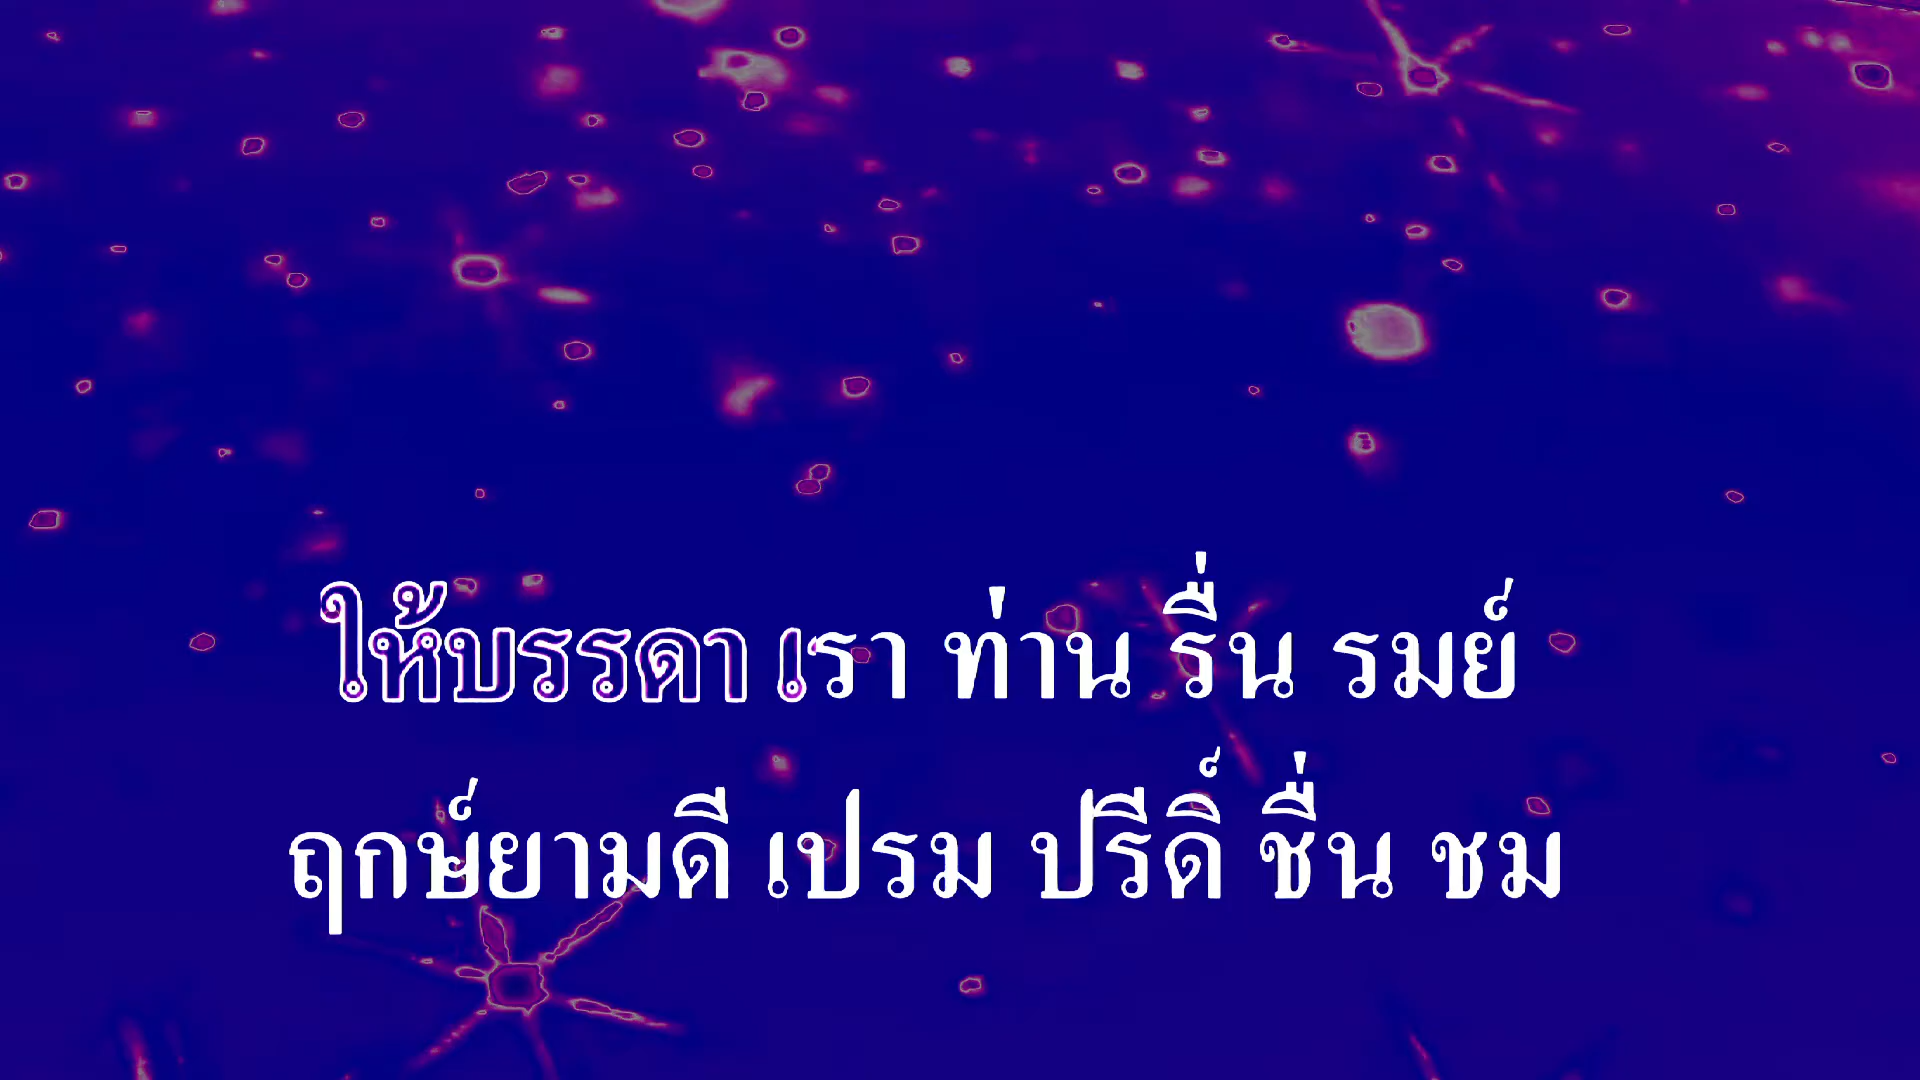 ให้บรรดา เรา ท่าน รื่น รมย์
ฤกษ์ยามดี เปรม ปรีดิ์ ชื่น ชม